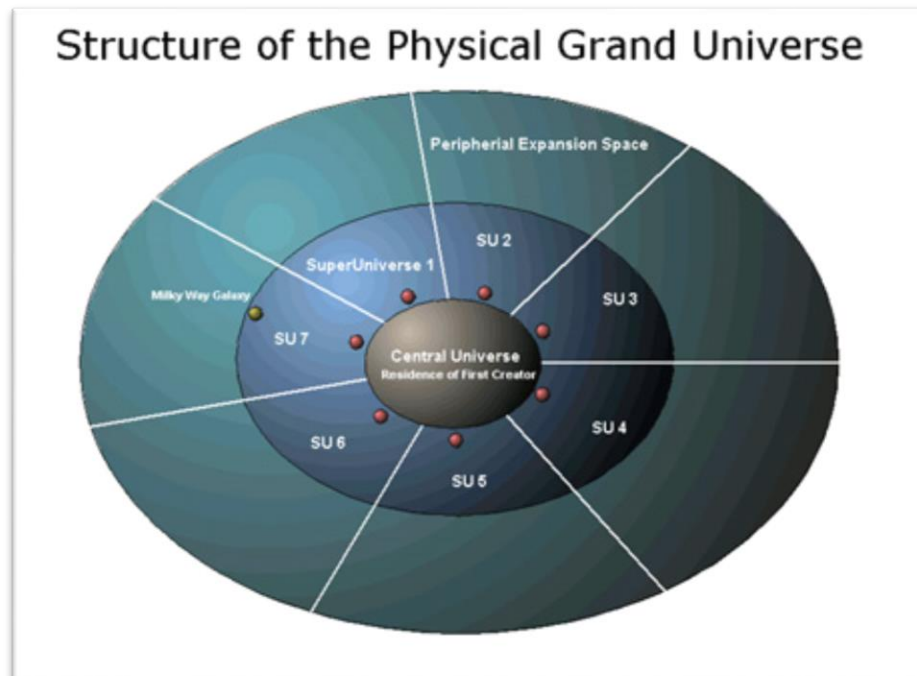 Structure of the Physical Grand Universe
Peripherial Expansion Space
SU 2
SuperUniverse 1
Milky Way Galaxy
SU 3
SU 7
Central Universe
Residence of First Creator
SU 4
SU 6
SU 5